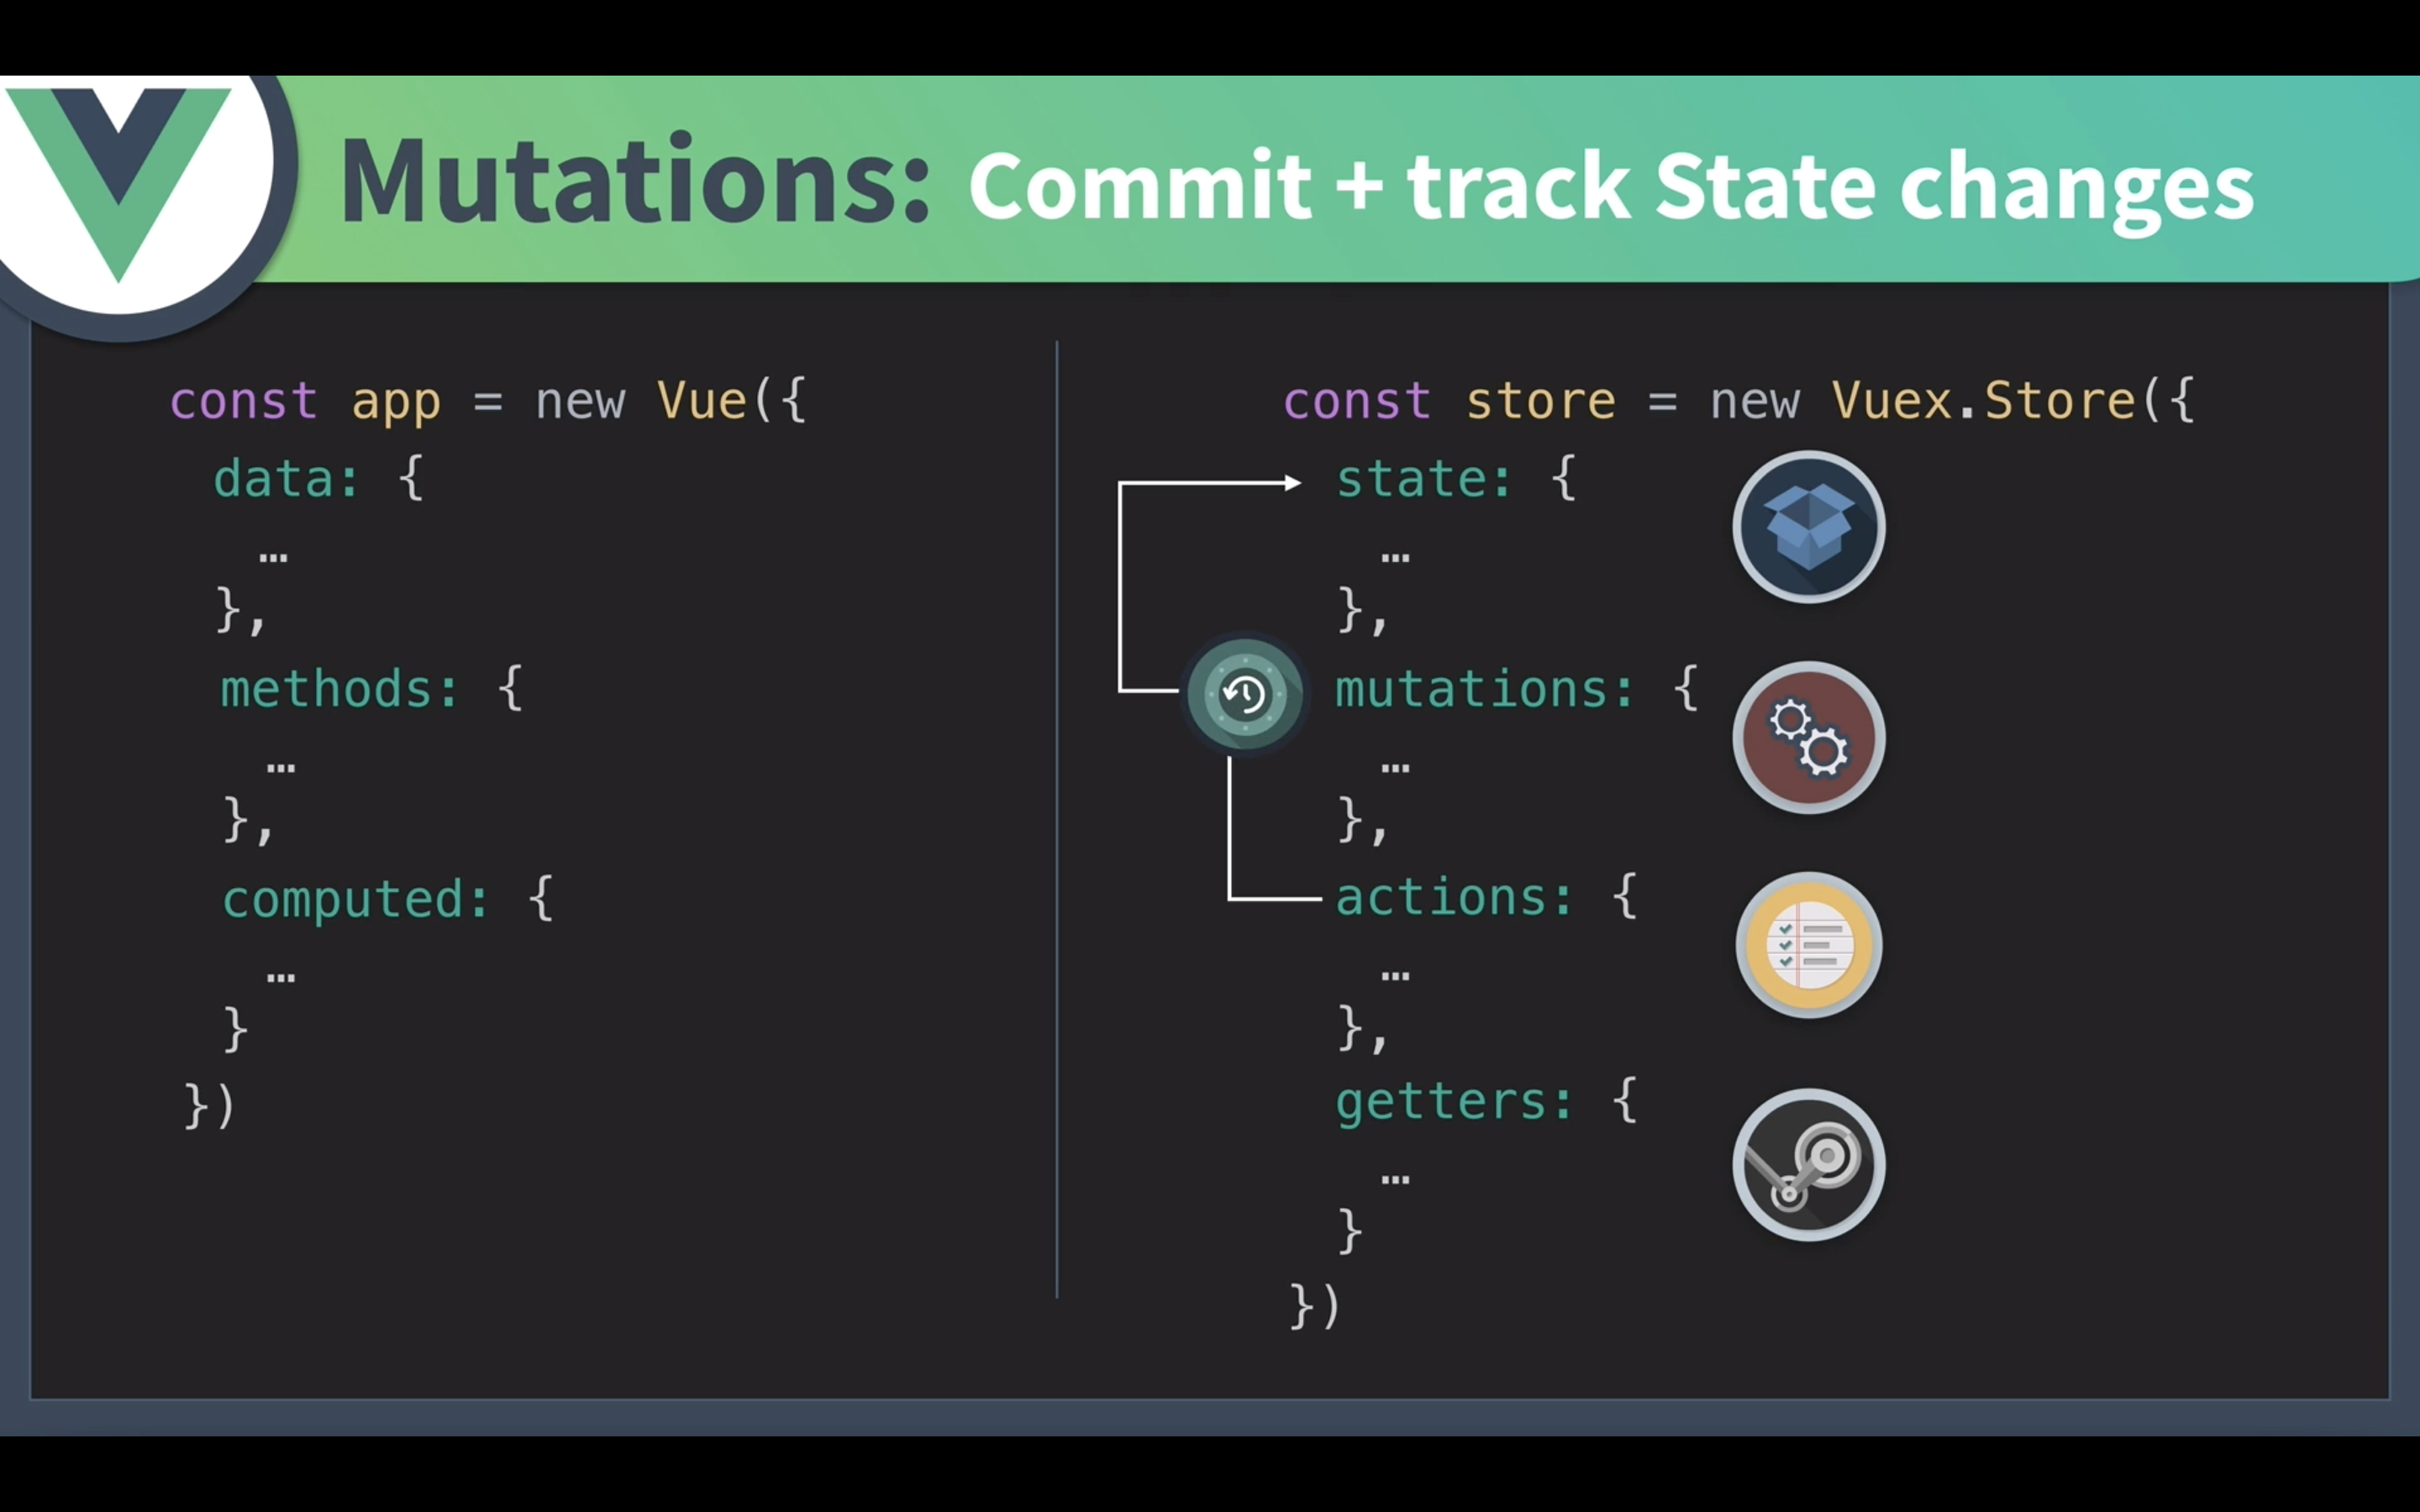 Mutations: Commit + track State changes
const app = new Vue({
data: {
…
},
methods: {
…
},
computed: {
…
}
})
const store = new Vuex.Store({
state: {
…
},
mutations: {
…
},
actions: {
…
},
getters: {
…
}
})